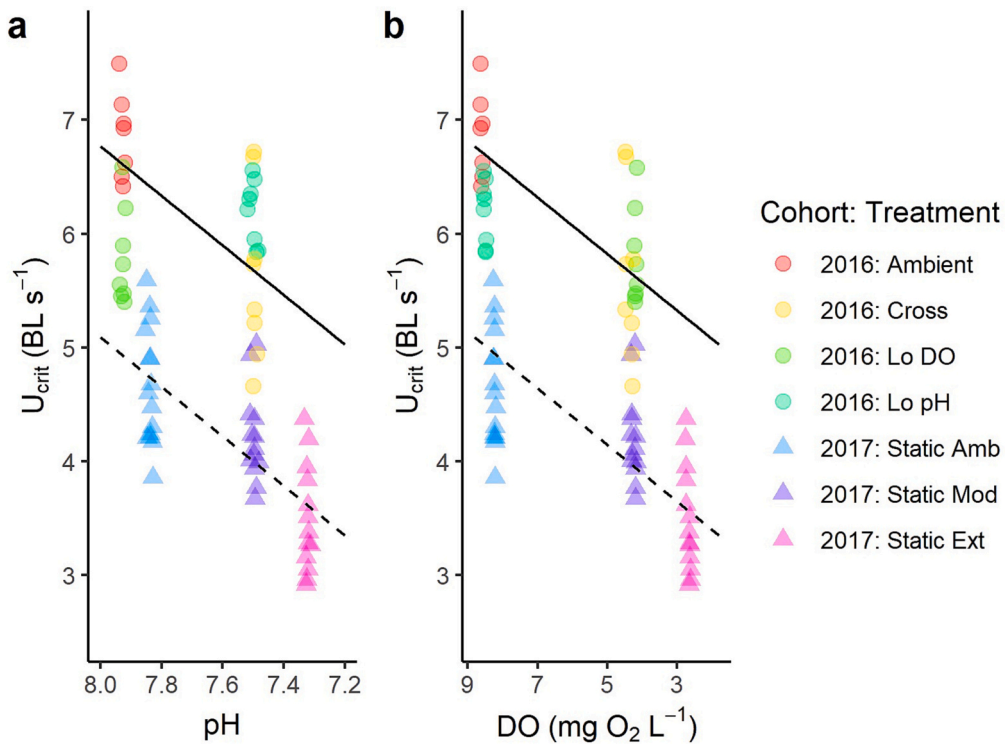 a
7
6
5
4
3
U_crit (BL s⁻¹)
8.0 7.8 7.6 7.4 7.2
pH
b
7
6
5
4
3
U_crit (BL s⁻¹)
9 7 5 3
DO (mg O₂ L⁻¹)
Cohort: Treatment
2016: Ambient
2016: Cross
2016: Lo DO
2016: Lo pH
2017: Static Amb
2017: Static Mod
2017: Static Ext